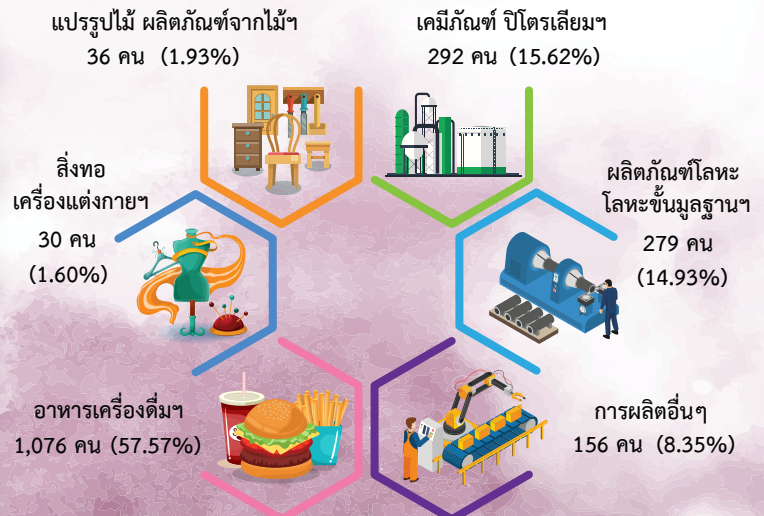 แปรรูปไม้ ผลิตภัณฑ์จากไม้ฯ
36 คน (1.93%)
เคมีภัณฑ์ ปิโตรเลียมฯ
292 คน (15.62%)
สิ่งทอ
เครื่องแต่งกายฯ
30 คน
(1.60%)
ผลิตภัณฑ์โลหะ
โลหะขั้นมูลฐานฯ
279 คน
(14.93%)
อาหารเครื่องดื่มฯ
1,076 คน (57.57%)
การผลิตอื่นๆ
156 คน (8.35%)